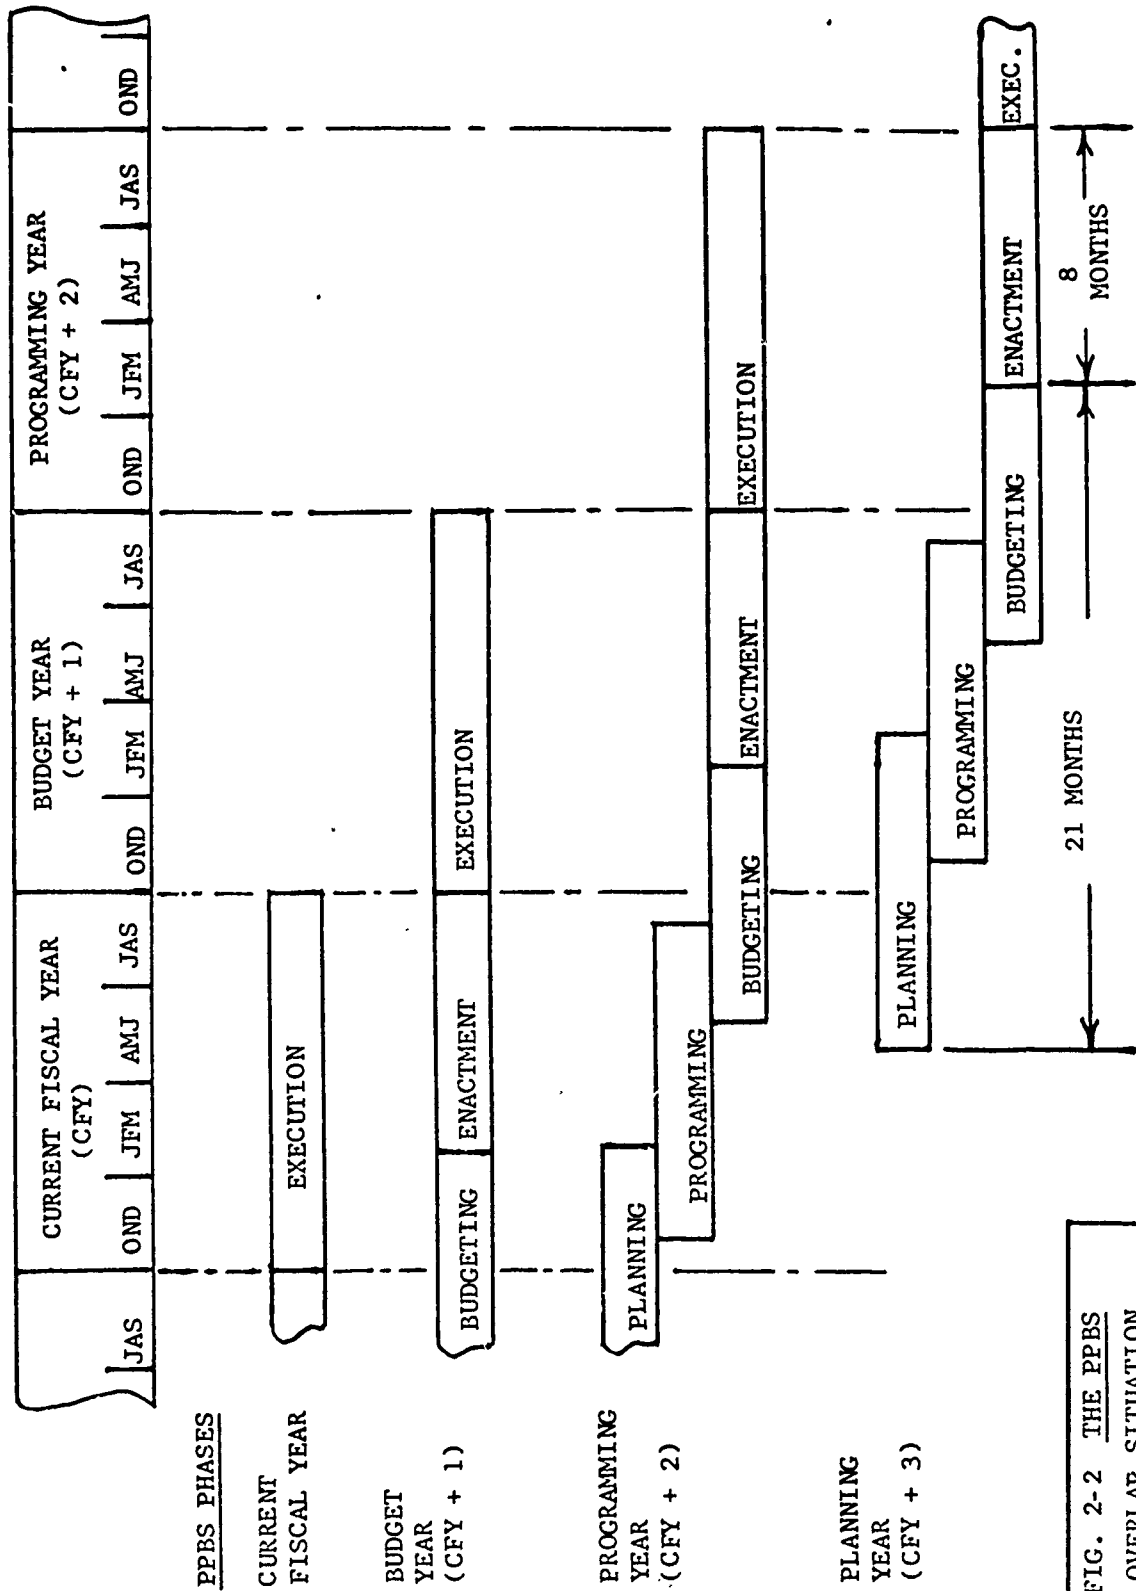 CURRENT FISCAL YEAR
(CFY)
BUDGET YEAR
(CFY + 1)
PROGRAMMING YEAR
(CFY + 2)
JAS
OND
JFM
AMJ
JAS
OND
JFM
AMJ
JAS
OND
JFM
AMJ
JAS
OND
PPBS PHASES
CURRENT
FISCAL YEAR
EXECUTION
BUDGET
YEAR
(CFY + 1)
BUDGETING
ENACTMENT
EXECUTION
PROGRAMMING
YEAR
(CFY + 2)
PLANNING
PROGRAMMING
BUDGETING
ENACTMENT
EXECUTION
PLANNING
YEAR
(CFY + 3)
PLANNING
PROGRAMMING
BUDGETING
ENACTMENT
EXEC.
21 MONTHS
8
MONTHS
FIG. 2-2 THE PPBS
OVERLAP SITUATION